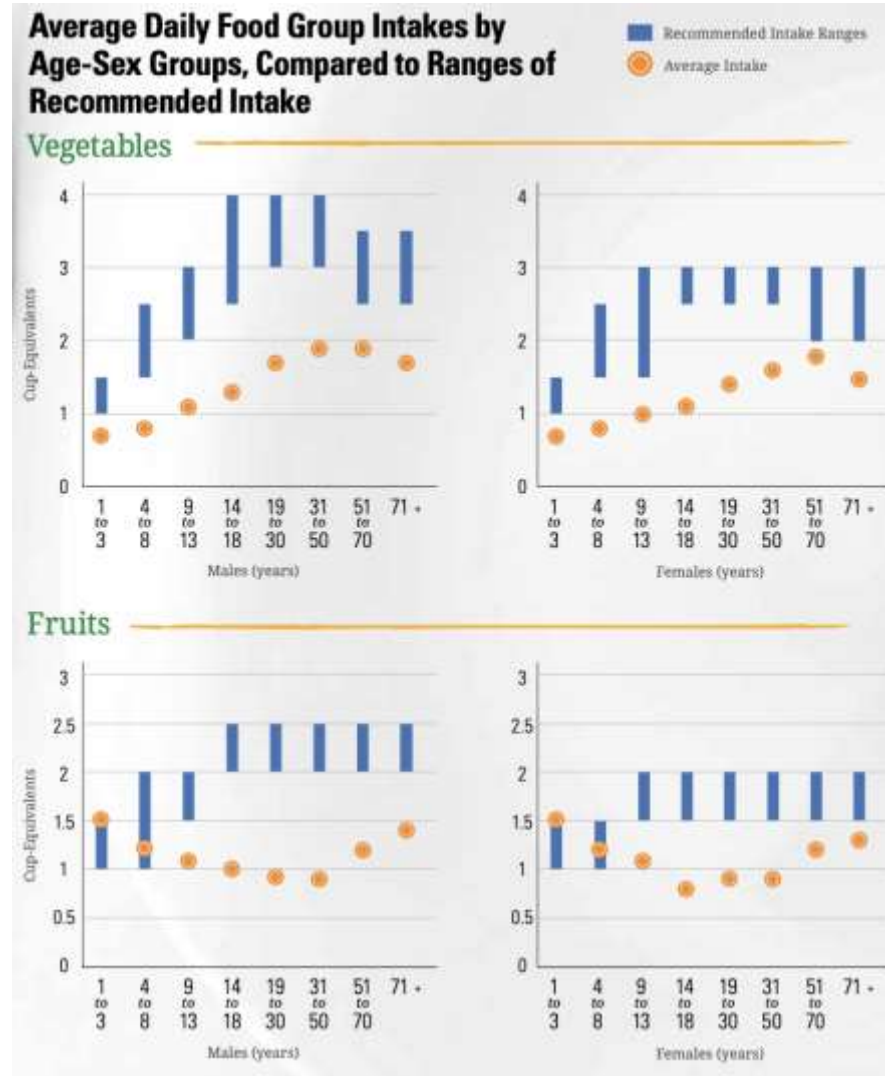 Average Daily Food Group Intakes by
Age-Sex Groups, Compared to Ranges of
Recommended Intake
Recommended Intake Ranges
Average Intake
Vegetables
4
3
2
1
0
Cup-Equivalents
1 to 3
4 to 8
9 to 13
14 to 18
19 to 30
31 to 50
51 to 70
71 +
Males (years)
4
3
2
1
0
1 to 3
4 to 8
9 to 13
14 to 18
19 to 30
31 to 50
51 to 70
71 +
Females (years)
Fruits
3
2.5
2
1.5
1
0.5
0
Cup-Equivalents
1 to 3
4 to 8
9 to 13
14 to 18
19 to 30
31 to 50
51 to 70
71 +
Males (years)
3
2.5
2
1.5
1
0.5
0
1 to 3
4 to 8
9 to 13
14 to 18
19 to 30
31 to 50
51 to 70
71 +
Females (years)